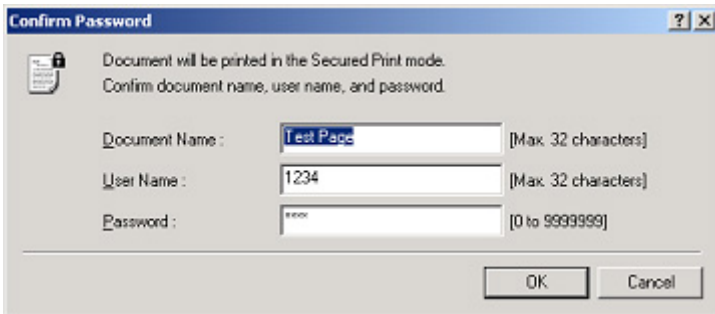 Confirm Password
Document will be printed in the Secured Print mode.
Confirm document name, user name, and password.
Document Name : Test Page [Max. 32 characters]
User Name : 1234 [Max. 32 characters]
Password : **** [0 to 9999999]
OK Cancel